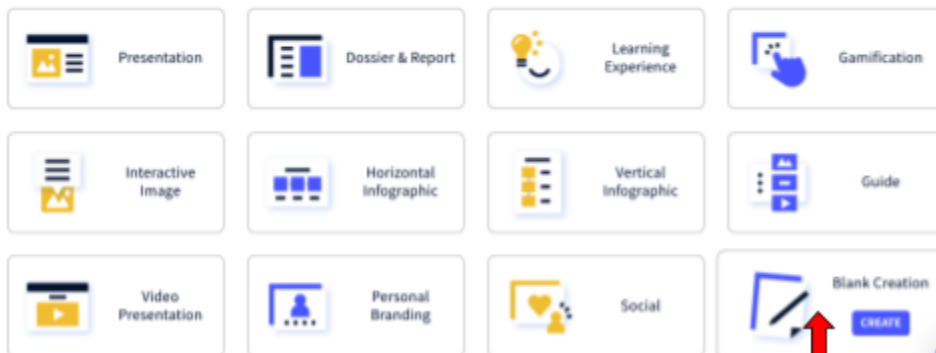 Presentation
Dossier & Report
Learning
Experience
Gamification
Interactive
Image
Horizontal
Infographic
Vertical
Infographic
Guide
Video
Presentation
Personal
Branding
Social
Blank Creation
CREATE